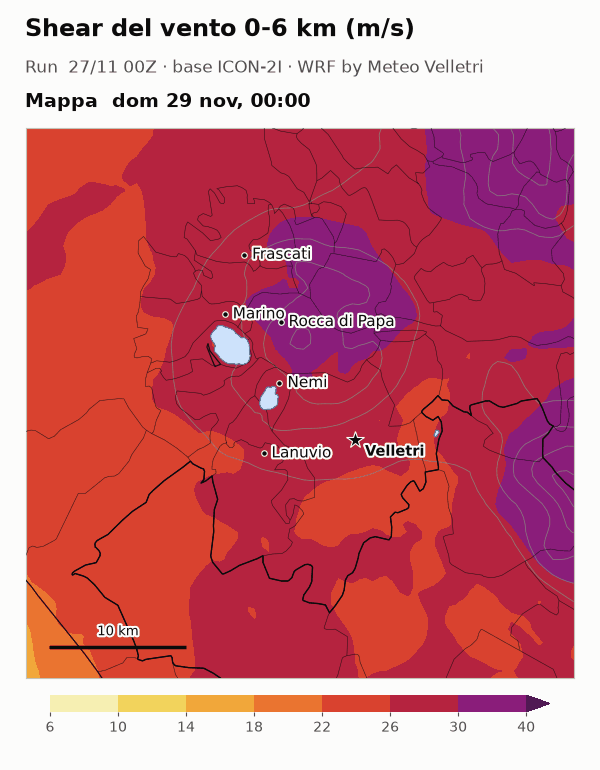 Shear del vento 0-6 km (m/s)
Run  27/11 00Z · base ICON-2I · WRF by Meteo Velletri
Mappa  dom 29 nov, 00:00
Frascati
Marino
Rocca di Papa
Nemi
Velletri
Lanuvio
10 km
6 10 14 18 22 26 30 40